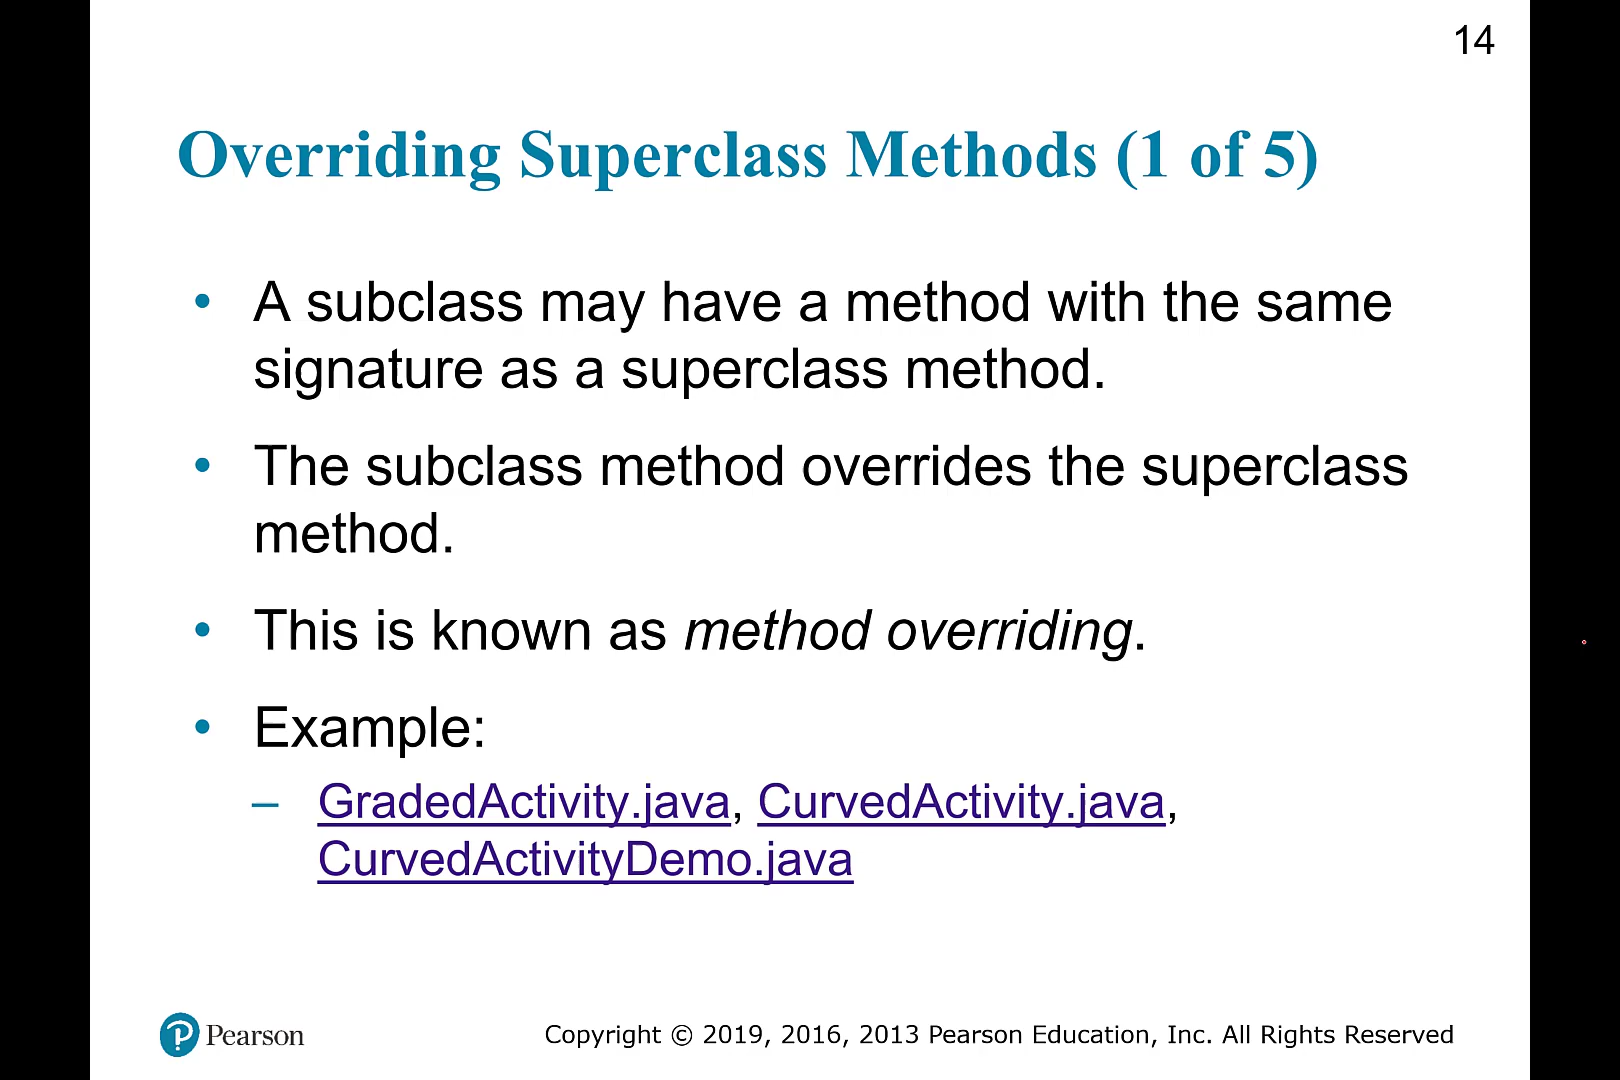 14
Overriding Superclass Methods (1 of 5)
• A subclass may have a method with the same
signature as a superclass method.
• The subclass method overrides the superclass
method.
• This is known as method overriding.
• Example:
– GradedActivity.java, CurvedActivity.java,
CurvedActivityDemo.java
P Pearson
Copyright © 2019, 2016, 2013 Pearson Education, Inc. All Rights Reserved